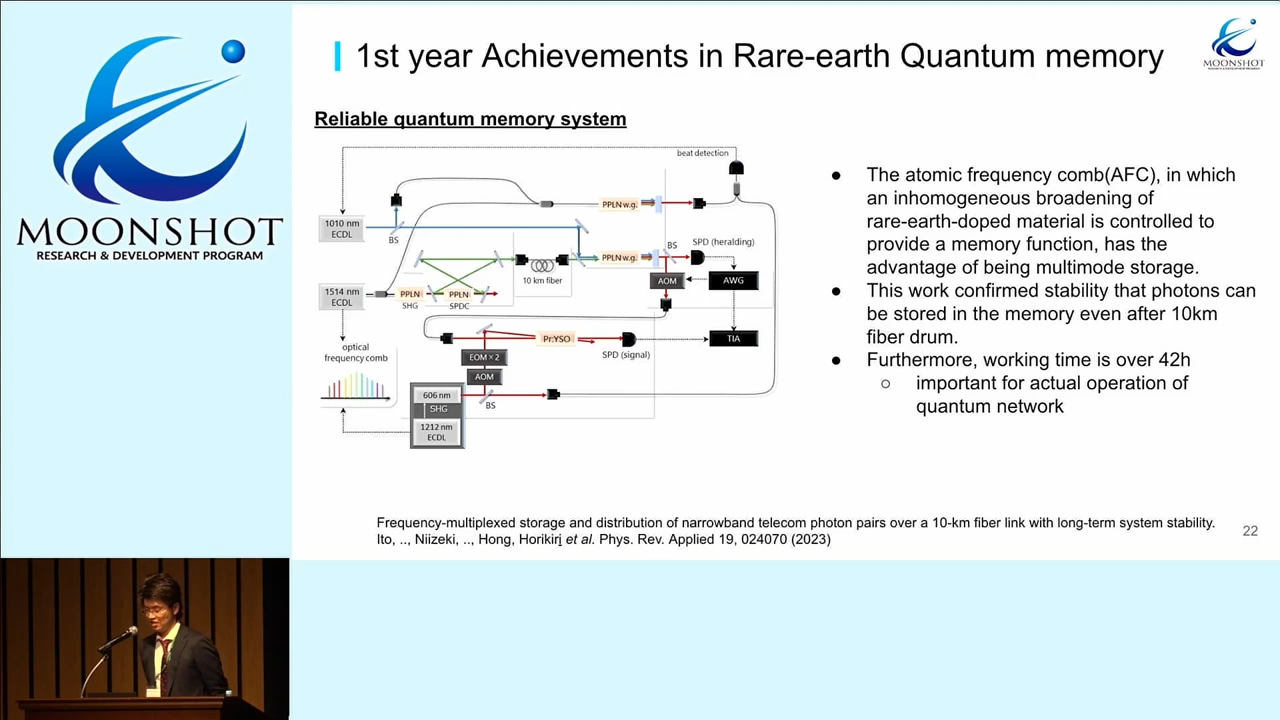 MOONSHOT
RESEARCH & DEVELOPMENT PROGRAM
1st year Achievements in Rare-earth Quantum memory
MOONSHOT
RESEARCH & DEVELOPMENT PROGRAM
Reliable quantum memory system
beat detection
1010 nm
ECDL
BS
PPLN w.g.
PPLN w.g.
BS
SPD (heralding)
10 km fiber
AOM
AWG
1514 nm
ECDL
PPLN
SHG
PPLN
SPDC
optical
frequency comb
Pr:YSO
SPD (signal)
TIA
EOM×2
AOM
606 nm
SHG
1212 nm
ECDL
BS
● The atomic frequency comb(AFC), in which
an inhomogeneous broadening of
rare-earth-doped material is controlled to
provide a memory function, has the
advantage of being multimode storage.
● This work confirmed stability that photons can
be stored in the memory even after 10km
fiber drum.
● Furthermore, working time is over 42h
○ important for actual operation of
quantum network
Frequency-multiplexed storage and distribution of narrowband telecom photon pairs over a 10-km fiber link with long-term system stability.
Ito, .., Niizeki, .., Hong, Horikiri et al. Phys. Rev. Applied 19, 024070 (2023)
22